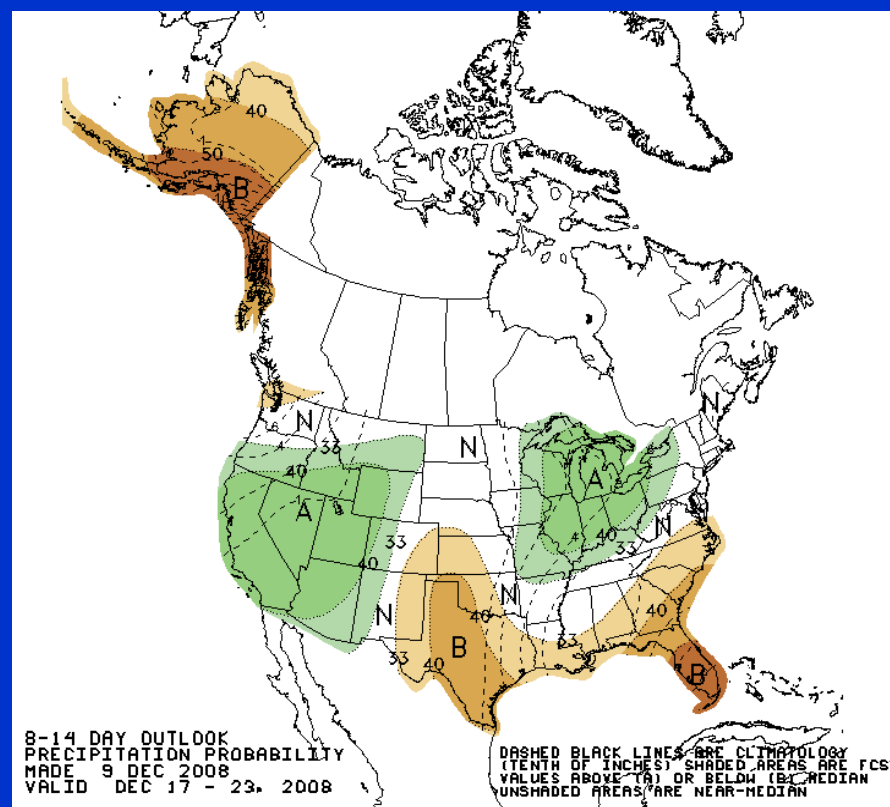 40
50
B
N
33
N
N
40
A
A
N
33
40
33
40
N
N
40
40
33
B
33
40
B
8-14 DAY OUTLOOK
PRECIPITATION PROBABILITY
MADE 9 DEC 2008
VALID DEC 17 - 23, 2008
DASHED BLACK LINES ARE CLIMATOLOGY
(TENTH OF INCHES) SHADED AREAS ARE FCS
VALUES ABOVE (A) OR BELOW (B) MEDIAN
UNSHADED AREAS ARE NEAR-MEDIAN